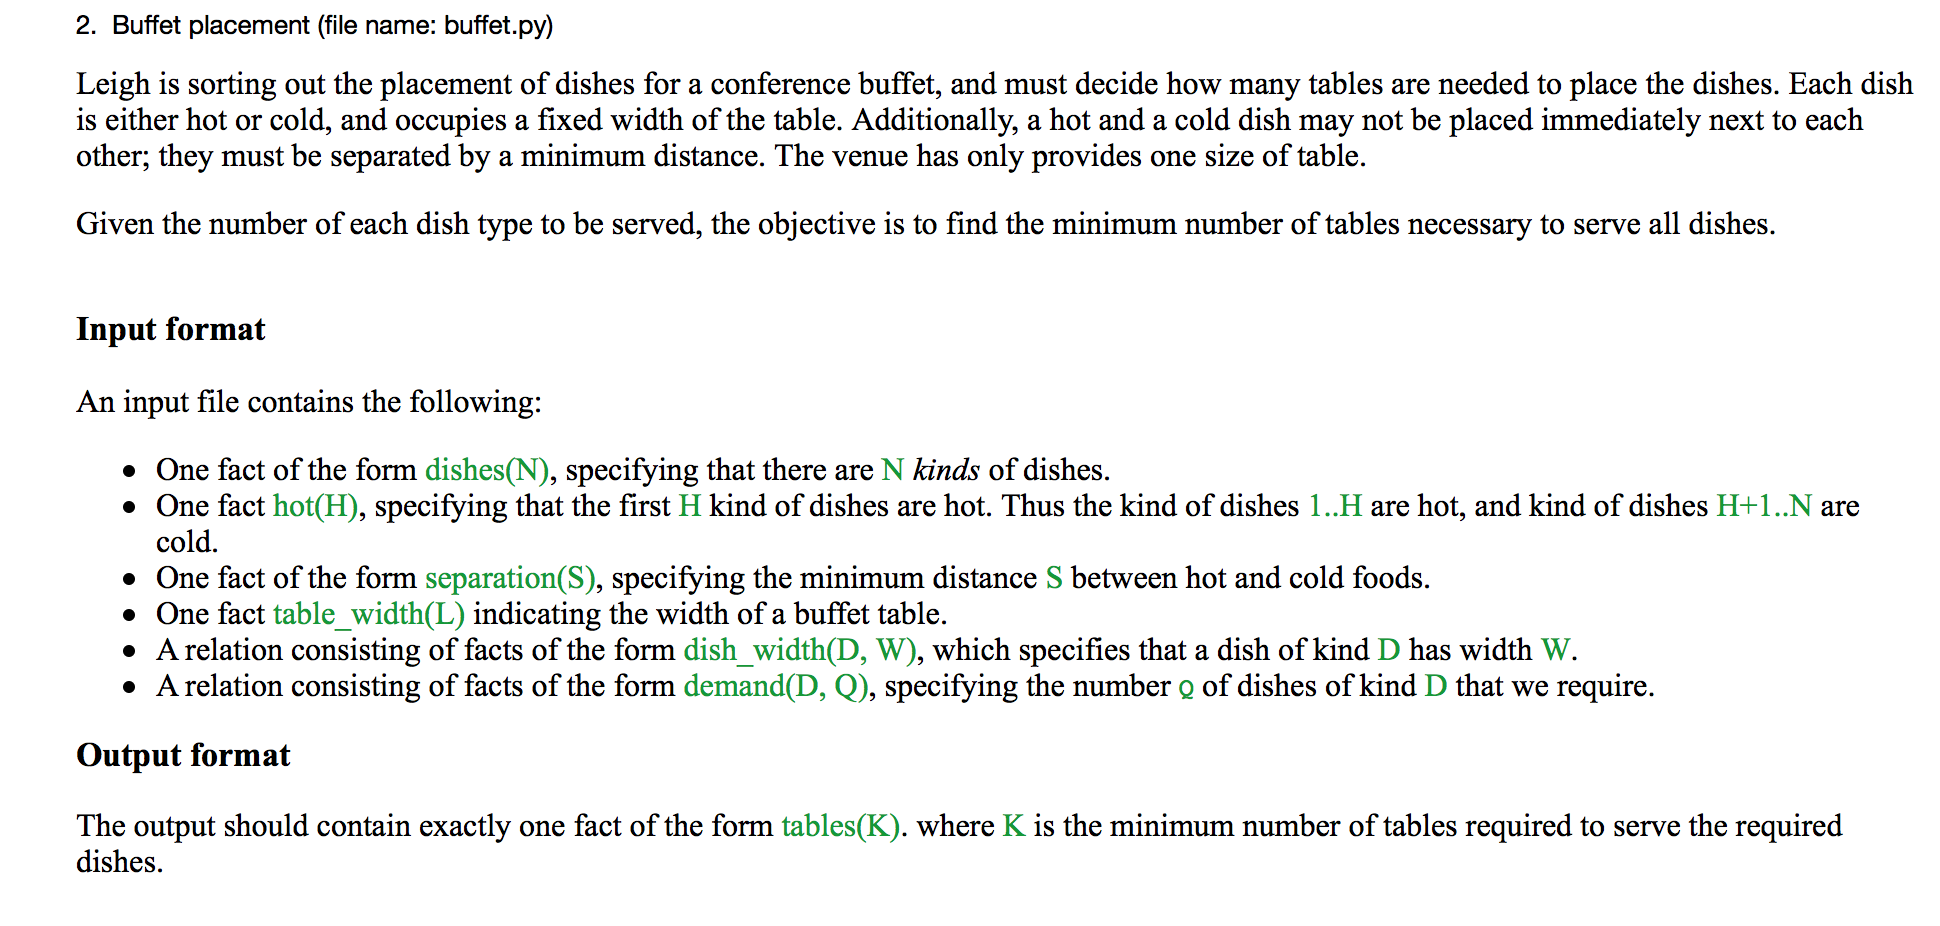 2. Buffet placement (file name: buffet.py)
Leigh is sorting out the placement of dishes for a conference buffet, and must decide how many tables are needed to place the dishes. Each dish
is either hot or cold, and occupies a fixed width of the table. Additionally, a hot and a cold dish may not be placed immediately next to each
other; they must be separated by a minimum distance. The venue has only provides one size of table.
Given the number of each dish type to be served, the objective is to find the minimum number of tables necessary to serve all dishes.
Input format
An input file contains the following:
• One fact of the form dishes(N), specifying that there are N kinds of dishes.
• One fact hot(H), specifying that the first H kind of dishes are hot. Thus the kind of dishes 1..H are hot, and kind of dishes H+1..N are
cold.
• One fact of the form separation(S), specifying the minimum distance S between hot and cold foods.
• One fact table_width(L) indicating the width of a buffet table.
• A relation consisting of facts of the form dish_width(D, W), which specifies that a dish of kind D has width W.
• A relation consisting of facts of the form demand(D, Q), specifying the number Q of dishes of kind D that we require.
Output format
The output should contain exactly one fact of the form tables(K). where K is the minimum number of tables required to serve the required
dishes.